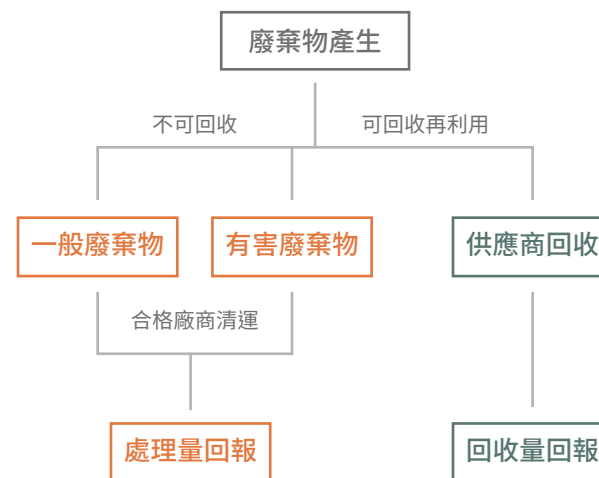 廢棄物產生
不可回收
可回收再利用
一般廢棄物
有害廢棄物
供應商回收
合格廠商清運
處理量回報
回收量回報